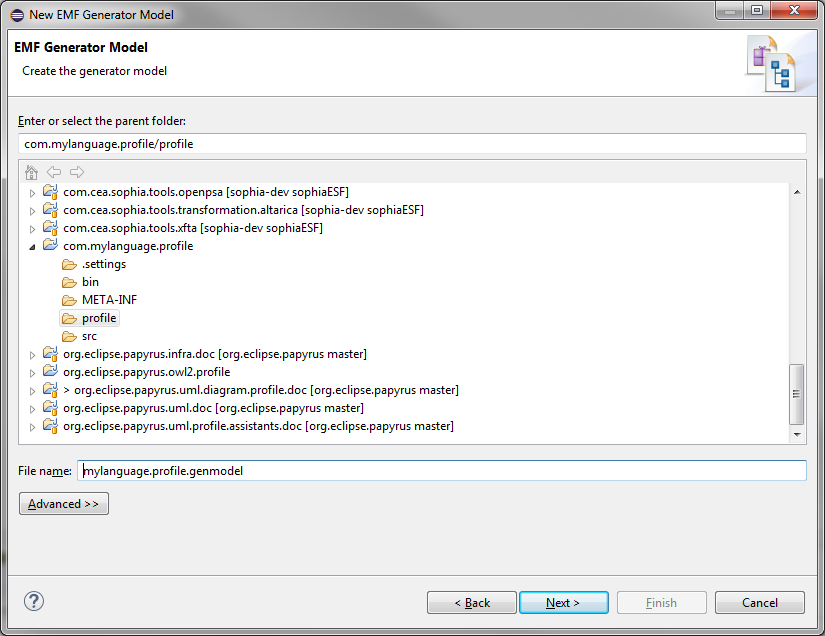 New EMF Generator Model
EMF Generator Model
Create the generator model
Enter or select the parent folder:
com.mylanguage.profile/profile
com.cea.sophia.tools.openpsa [sophia-dev sophiaESF]
com.cea.sophia.tools.transformation.altarica [sophia-dev sophiaESF]
com.cea.sophia.tools.xfta [sophia-dev sophiaESF]
com.mylanguage.profile
.settings
bin
META-INF
profile
src
org.eclipse.papyrus.infra.doc [org.eclipse.papyrus master]
org.eclipse.papyrus.owl2.profile
> org.eclipse.papyrus.uml.diagram.profile.doc [org.eclipse.papyrus master]
org.eclipse.papyrus.uml.doc [org.eclipse.papyrus master]
org.eclipse.papyrus.uml.profile.assistants.doc [org.eclipse.papyrus master]
File name: mylanguage.profile.genmodel
Advanced >>
? < Back Next > Finish Cancel